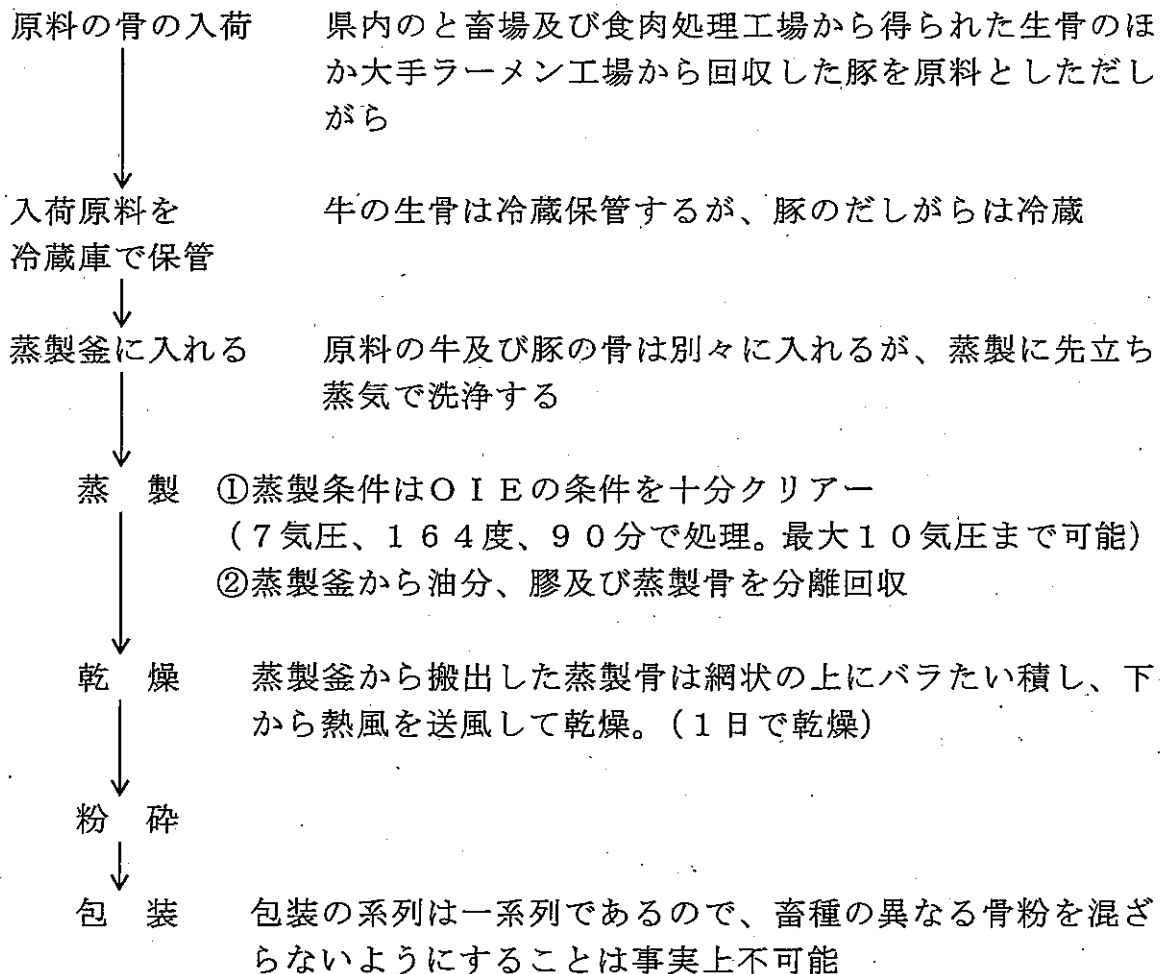 原料の骨の入荷　県内のと畜場及び食肉処理工場から得られた生骨のほ
か大手ラーメン工場から回収した豚を原料としただし
がら
入荷原料を　牛の生骨は冷蔵保管するが、豚のだしがらは冷蔵
冷蔵庫で保管
蒸製釜に入れる　原料の牛及び豚の骨は別々に入れるが、蒸製に先立ち
蒸気で洗浄する
蒸　製　①蒸製条件はＯＩＥの条件を十分クリアー
（７気圧、１６４度、９０分で処理。最大１０気圧まで可能）
②蒸製釜から油分、膠及び蒸製骨を分離回収
乾　燥　蒸製釜から搬出した蒸製骨は網状の上にバラたい積し、下
から熱風を送風して乾燥。（１日で乾燥）
粉　砕
包　装　包装の系列は一系列であるので、畜種の異なる骨粉を混ざ
らないようにすることは事実上不可能